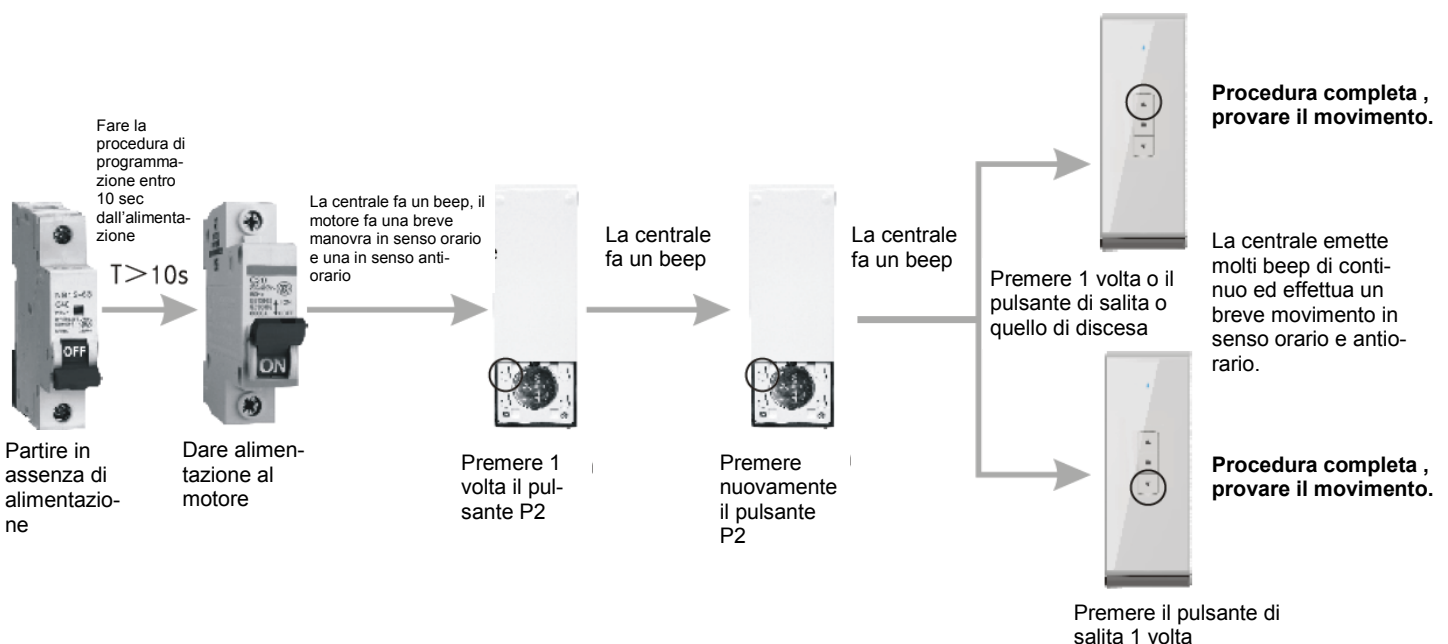 Fare la
procedura di
programma-
zione entro
10 sec
dall'alimenta-
zione
T>10s
OFF
Partire in
assenza di
alimentazio-
ne
ON
Dare alimen-
tazione al
motore
La centrale fa un beep, il
motore fa una breve
manovra in senso orario
e una in senso anti-
orario
Premere 1
volta il pul-
sante P2
La centrale
fa un beep
Premere
nuovamente
il pulsante
P2
La centrale
fa un beep
Premere 1 volta o il
pulsante di salita o
quello di discesa
Procedura completa ,
provare il movimento.
La centrale emette
molti beep di conti-
nuo ed effettua un
breve movimento in
senso orario e antio-
rario.
Procedura completa ,
provare il movimento.
Premere il pulsante di
salita 1 volta